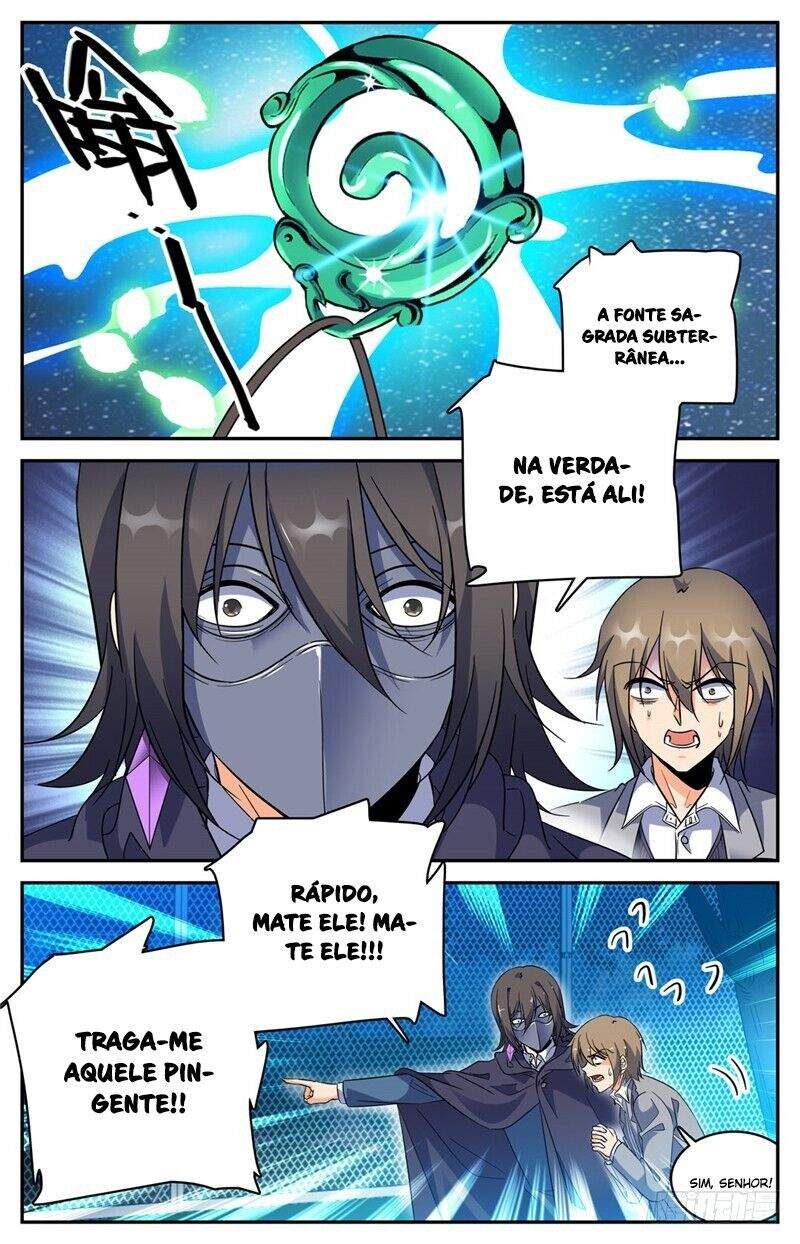 A FONTE SA-
GRADA SUBTER-
RÂNEA...
NA VERDA-
DE, ESTÁ ALI!
RÁPIDO,
MATE ELE! MA-
TE ELE!!!
TRAGA-ME
AQUELE PIN-
GENTE!!
SIM, SENHOR!